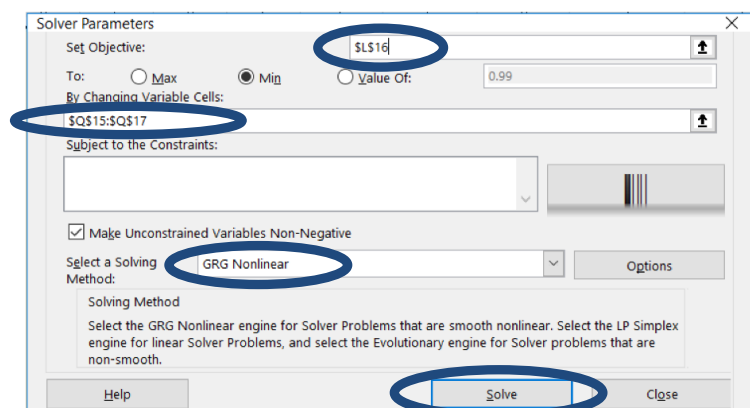 Solver Parameters
Set Objective: $L$16
To: Max Min Value Of: 0.99
By Changing Variable Cells:
$Q$15:$Q$17
Subject to the Constraints:
Make Unconstrained Variables Non-Negative
Select a Solving Method: GRG Nonlinear Options
Solving Method
Select the GRG Nonlinear engine for Solver Problems that are smooth nonlinear. Select the LP Simplex
engine for linear Solver Problems, and select the Evolutionary engine for Solver problems that are
non-smooth.
Help Solve Close